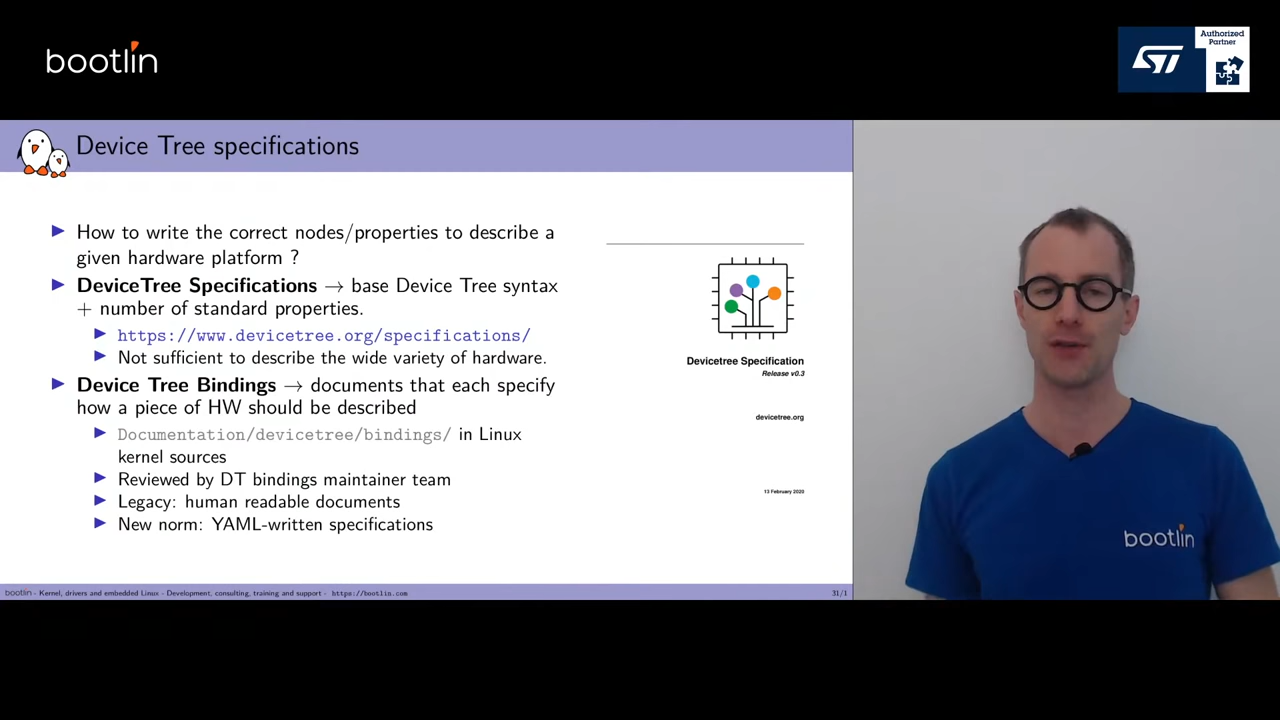 bootlin
ST
Authorized
Partner
Device Tree specifications
How to write the correct nodes/properties to describe a
given hardware platform ?
DeviceTree Specifications → base Device Tree syntax
+ number of standard properties.
https://www.devicetree.org/specifications/
Not sufficient to describe the wide variety of hardware.
Device Tree Bindings → documents that each specify
how a piece of HW should be described
Documentation/devicetree/bindings/ in Linux
kernel sources
Reviewed by DT bindings maintainer team
Legacy: human readable documents
New norm: YAML-written specifications
Devicetree Specification
Release v0.3
devicetree.org
13 February 2020
bootlin
bootlin - Kernel, drivers and embedded Linux - Development, consulting, training and support - https://bootlin.com
31/1